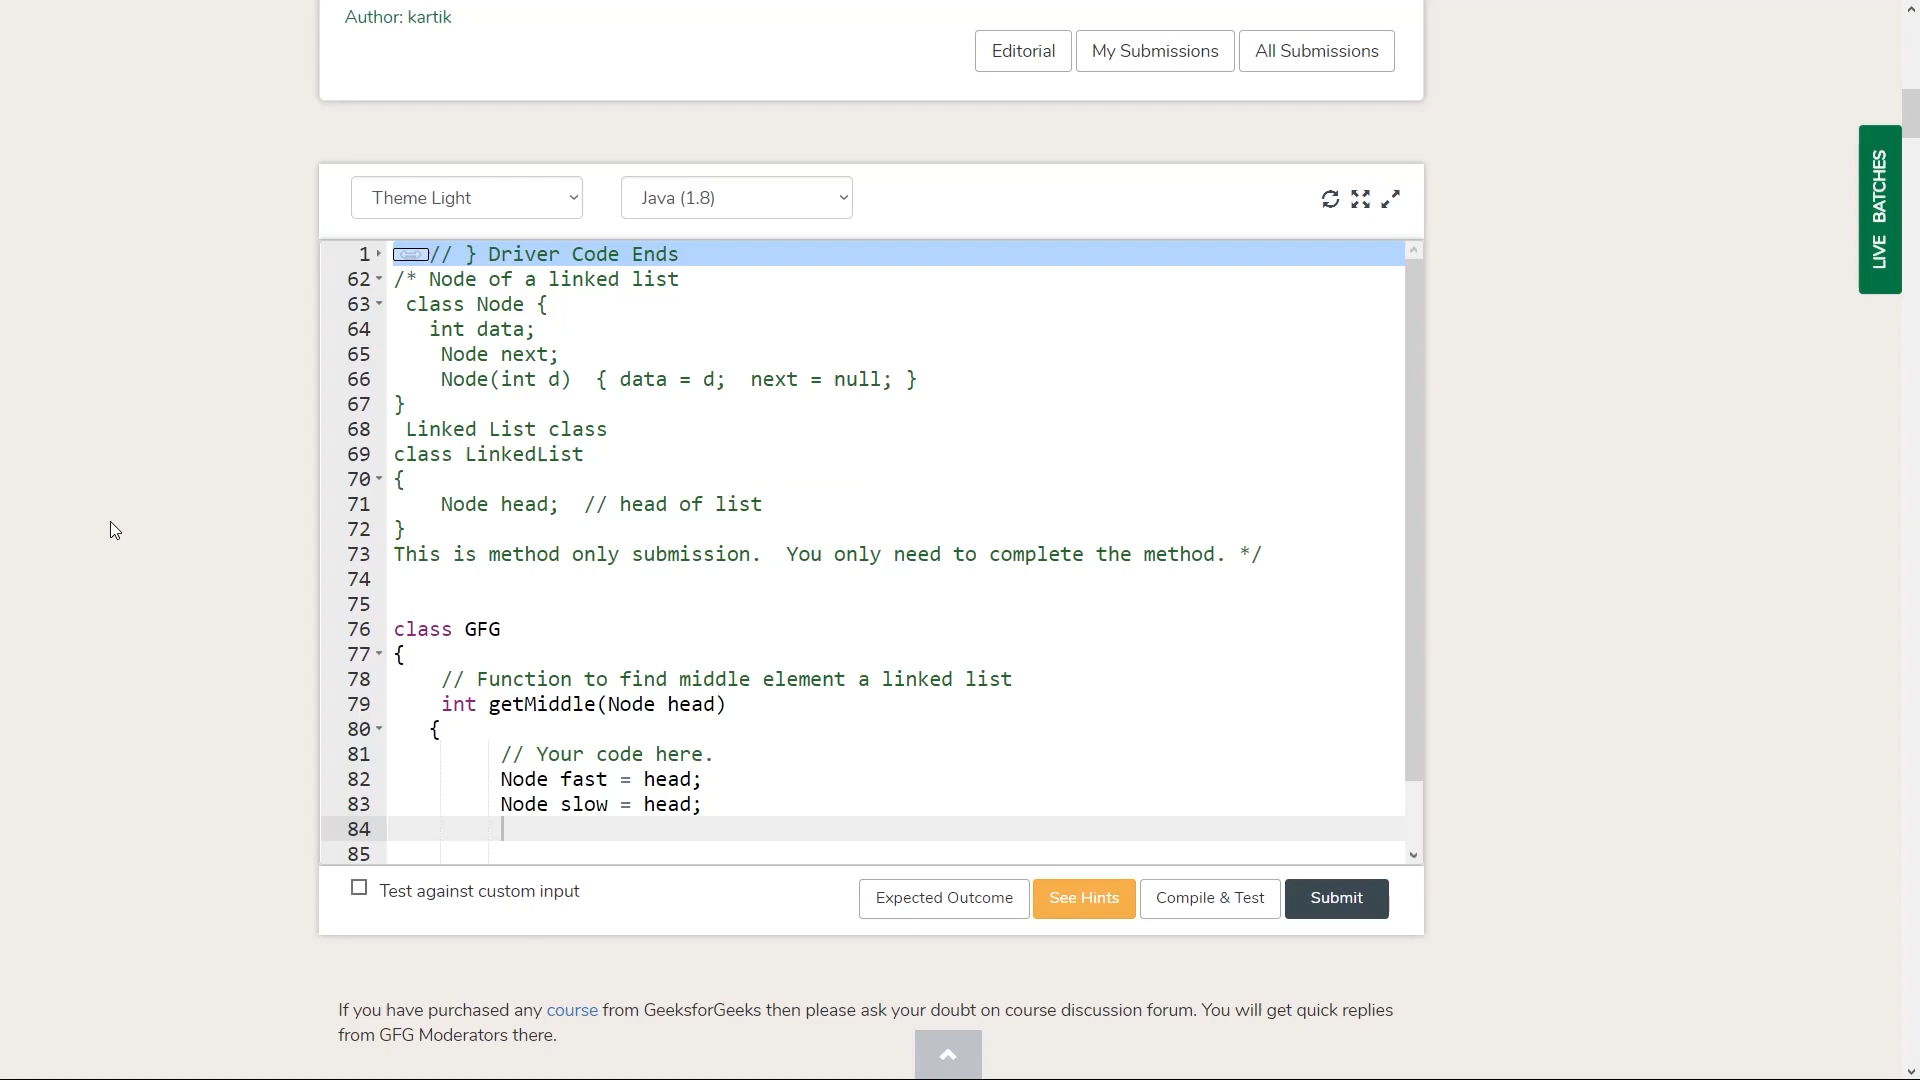 Author: kartik
Editorial
My Submissions
All Submissions
LIVE BATCHES
Theme Light
Java (1.8)
1 // } Driver Code Ends
62 /* Node of a linked list
63 class Node {
64 int data;
65 Node next;
66 Node(int d)  { data = d;  next = null; }
67 }
68 Linked List class
69 class LinkedList
70 {
71 Node head;  // head of list
72 }
73 This is method only submission.  You only need to complete the method. */
74
75
76 class GFG
77 {
78 // Function to find middle element a linked list
79 int getMiddle(Node head)
80 {
81 // Your code here.
82 Node fast = head;
83 Node slow = head;
84
85
Test against custom input
Expected Outcome
See Hints
Compile & Test
Submit
If you have purchased any course from GeeksforGeeks then please ask your doubt on course discussion forum. You will get quick replies
from GFG Moderators there.